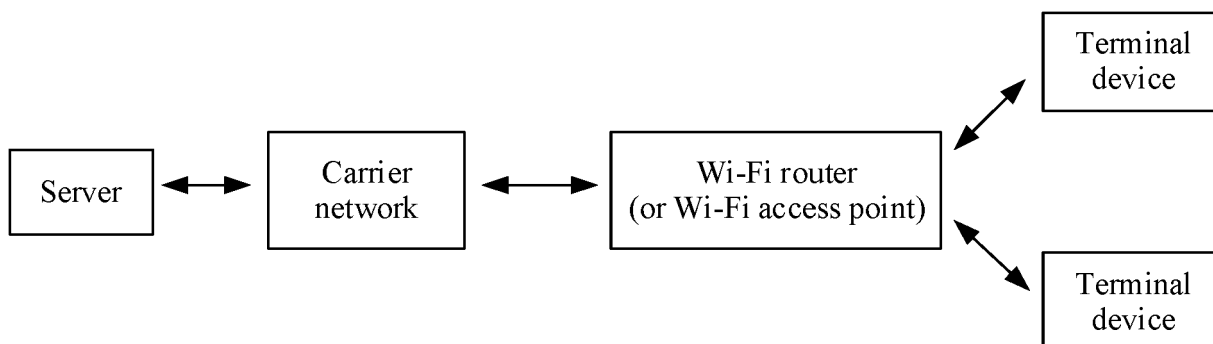 Server
Carrier
network
Wi-Fi router
(or Wi-Fi access point)
Terminal
device
Terminal
device